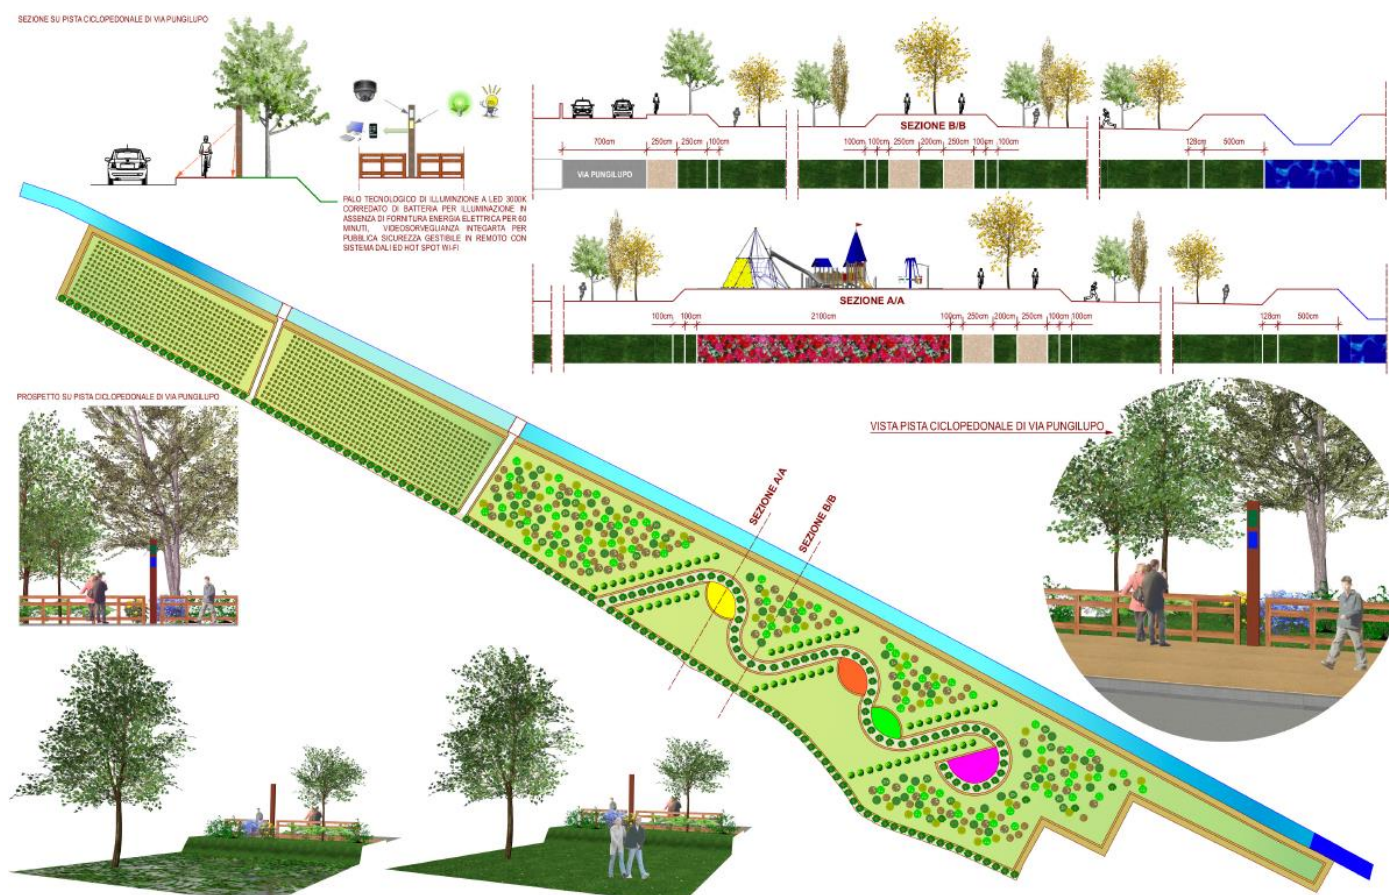 SEZIONE SU PISTA CICLOPEDONALE DI VIA PUNGILUPO
PALO TECNOLOGICO DI ILLUMINZIONE A LED 3000K
CORREDATO DI BATTERIA PER ILLUMINAZIONE IN
ASSENZA DI FORNITURA ENERGIA ELETTRICA PER 60
MINUTI, VIDEOSORVEGLIANZA INTEGARTA PER
PUBBLICA SICUREZZA GESTIBILE IN REMOTO CON
SISTEMA DALI ED HOT SPOT WI-FI
SEZIONE B/B
700cm 250cm 250cm 100cm 100cm 100cm 250cm 200cm 250cm 100cm 100cm 128cm 500cm
VIA PUNGILUPO
SEZIONE A/A
100cm 100cm 2100cm 100cm 250cm 200cm 250cm 100cm 100cm 128cm 500cm
PROSPETTO SU PISTA CICLOPEDONALE DI VIA PUNGILUPO
VISTA PISTA CICLOPEDONALE DI VIA PUNGILUPO
SEZIONE A/A
SEZIONE B/B